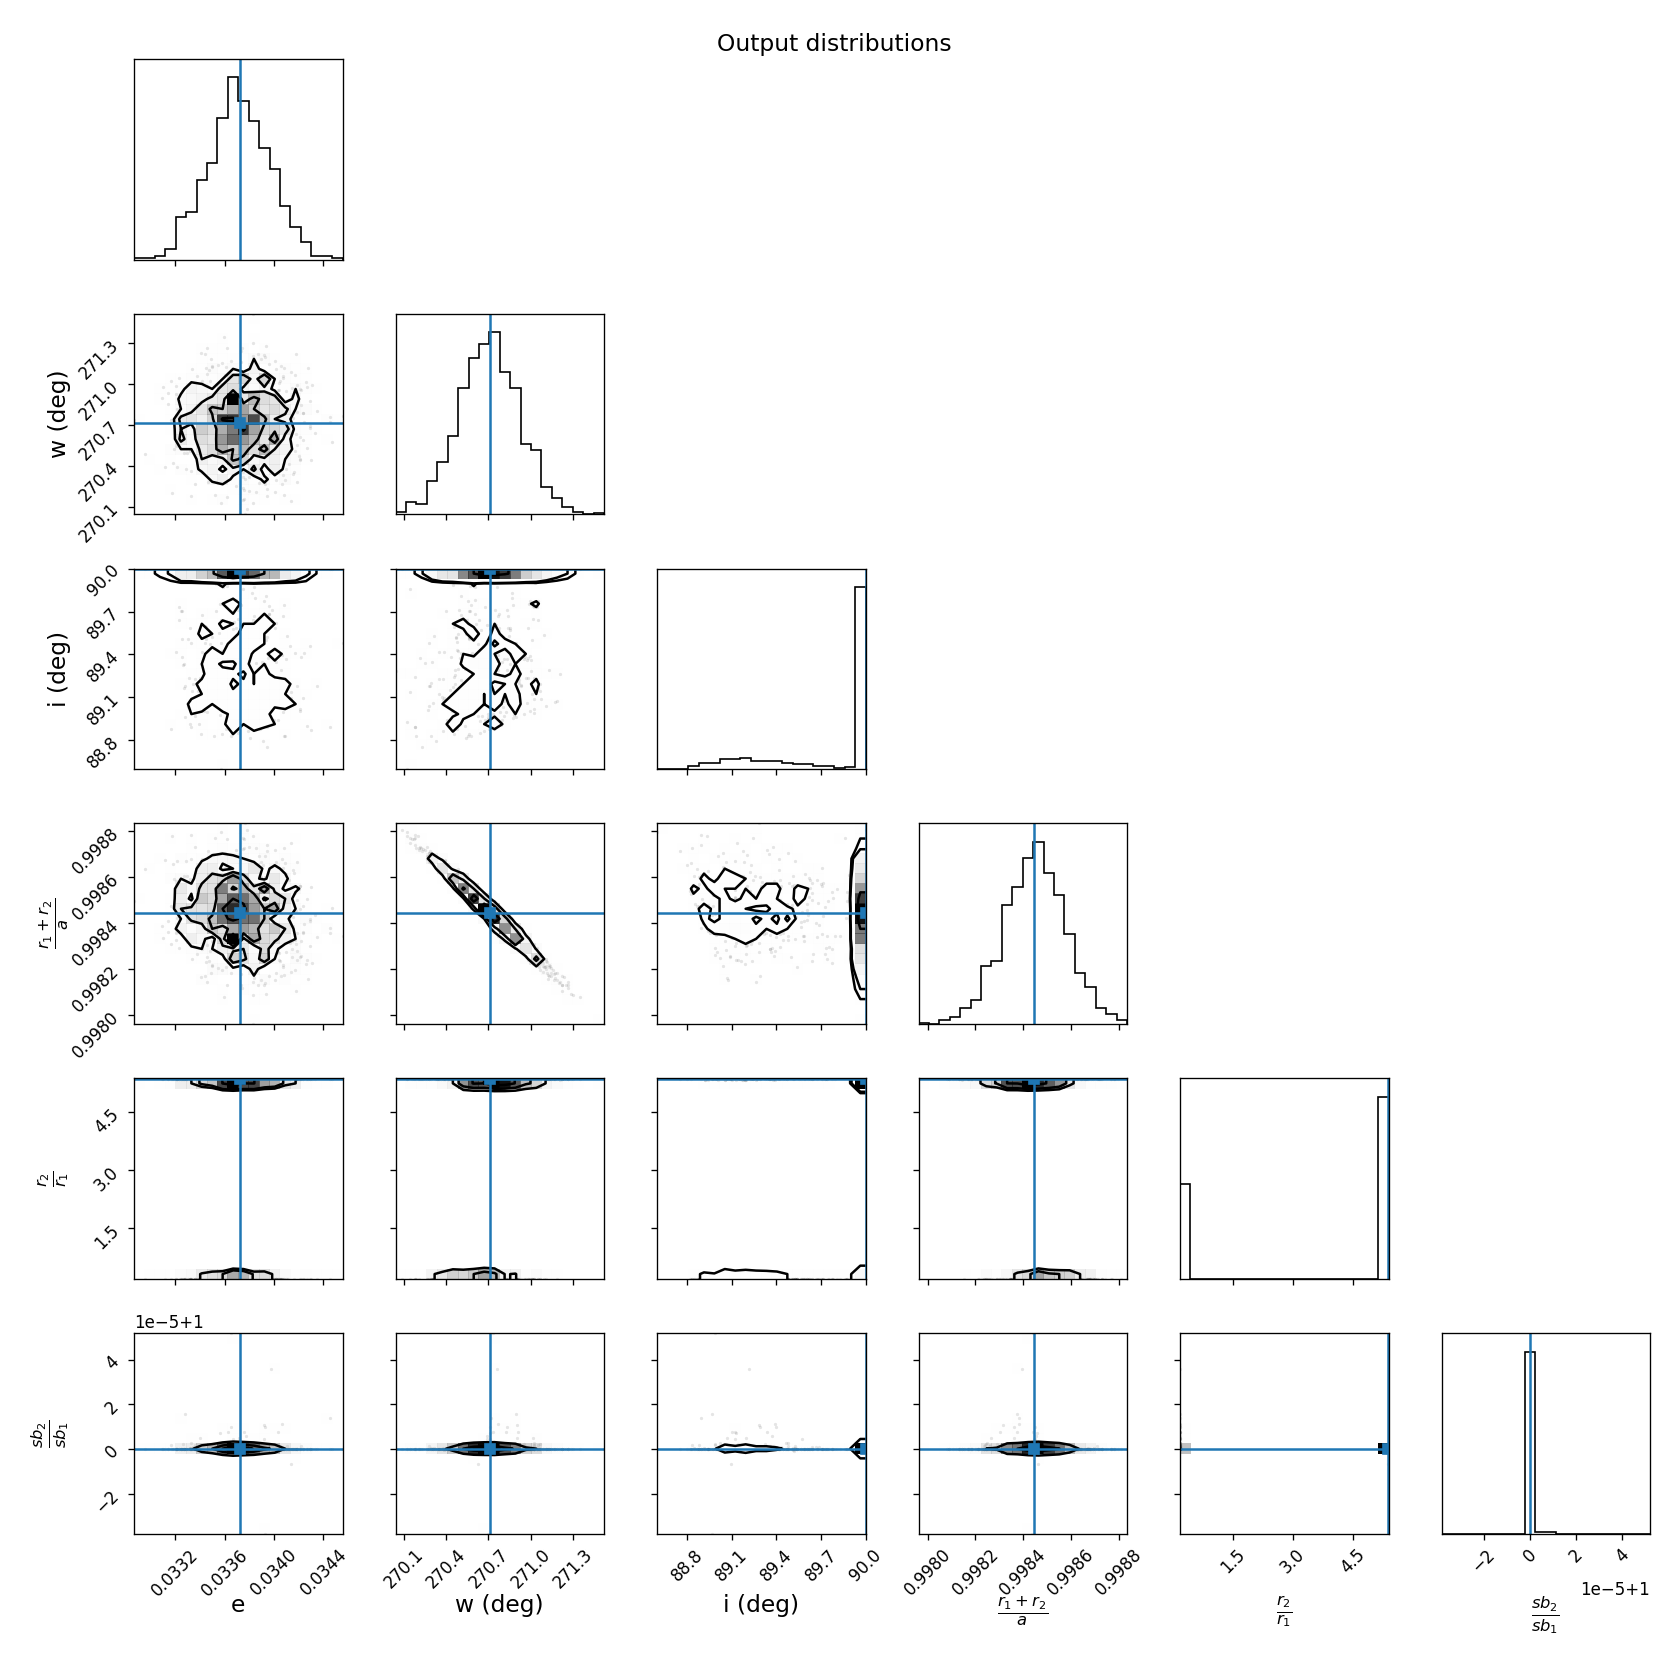 Output distributions
w (deg)
271.3
271.0
270.7
270.4
270.1
i (deg)
90.0
89.7
89.4
89.1
88.8
r₁ + r₂
a
0.9988
0.9986
0.9984
0.9982
0.9980
r₂
r₁
4.5
3.0
1.5
1e−5+1
sb₂
sb₁
4
2
0
−2
0.0332
0.0336
0.0340
0.0344
270.1
270.4
270.7
271.0
271.3
88.8
89.1
89.4
89.7
90.0
0.9980
0.9982
0.9984
0.9986
0.9988
1.5
3.0
4.5
−2
0
2
4
1e−5+1
e
w (deg)
i (deg)
r₁ + r₂
a
r₂
r₁
sb₂
sb₁